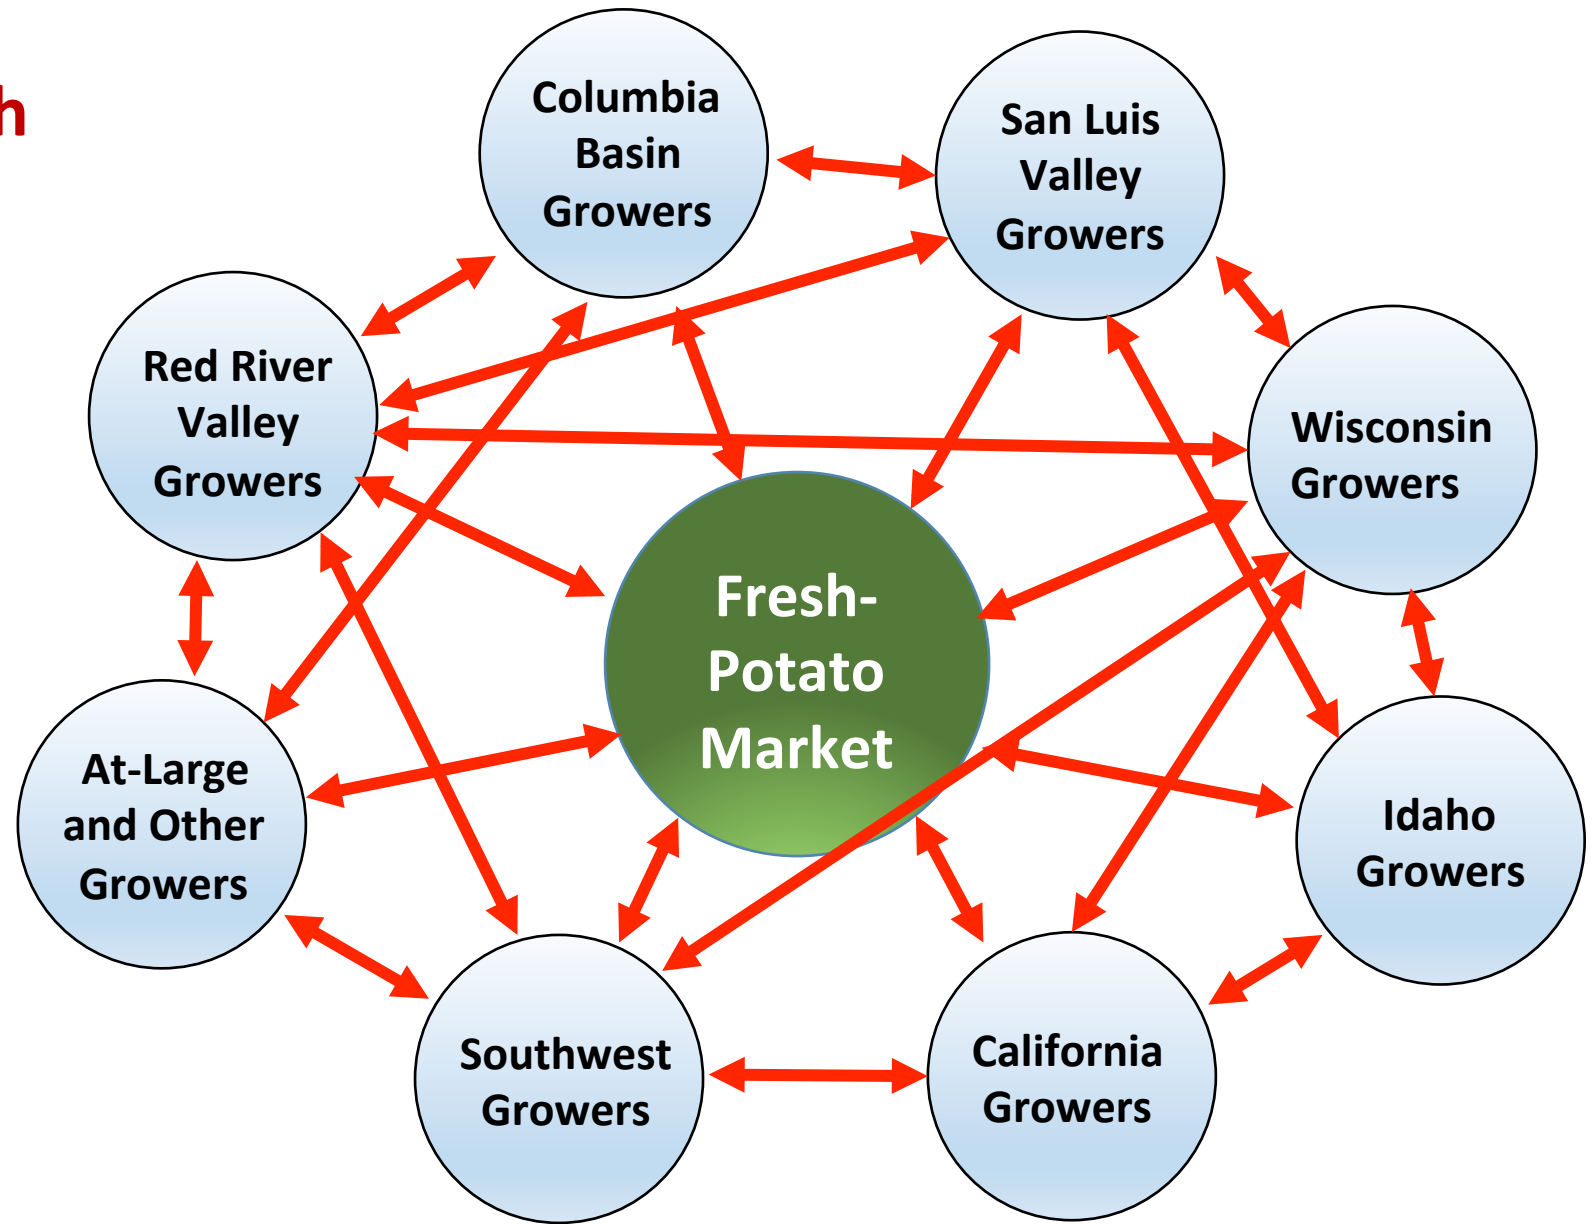 h
Columbia
Basin
Growers
San Luis
Valley
Growers
Red River
Valley
Growers
Wisconsin
Growers
Fresh-
Potato
Market
At-Large
and Other
Growers
Idaho
Growers
Southwest
Growers
California
Growers